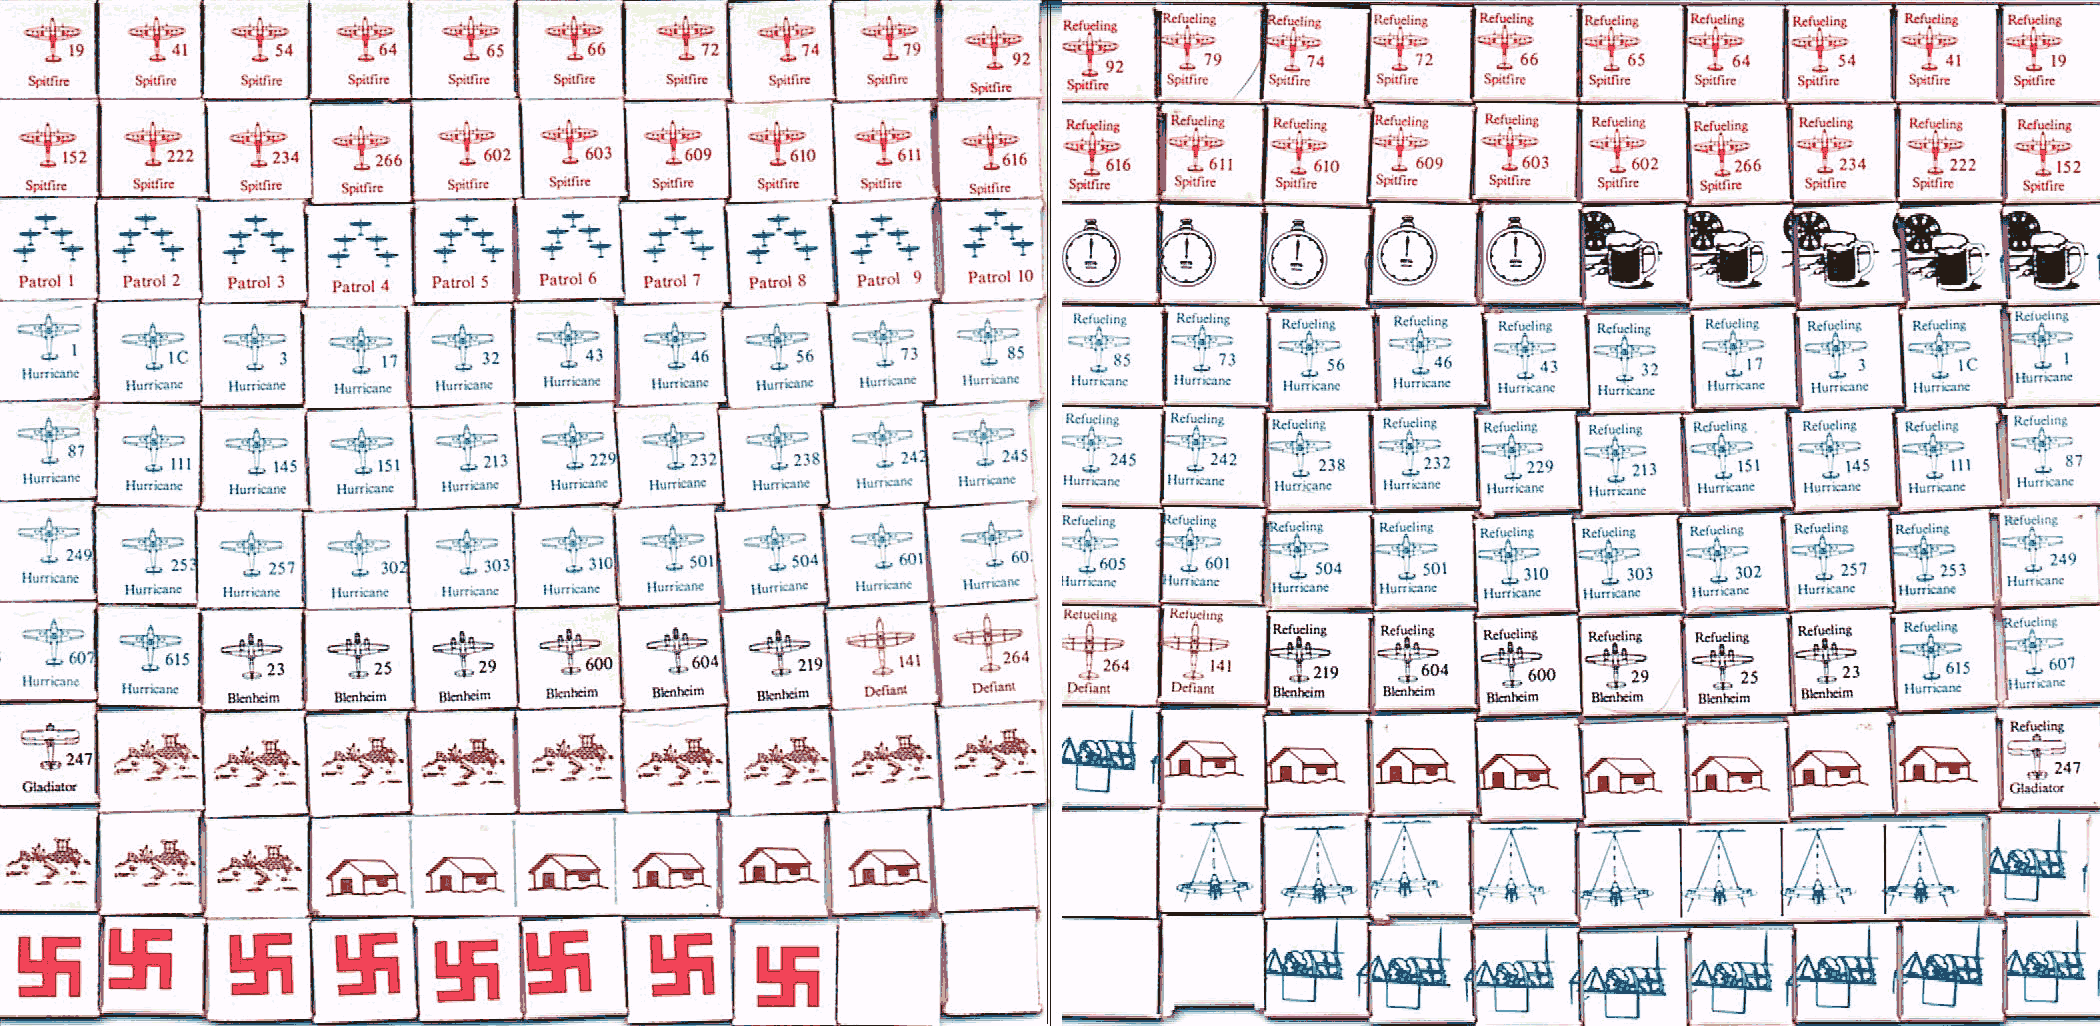 19 41 54 64 65 66 72 74 79 92
Spitfire Spitfire Spitfire Spitfire Spitfire Spitfire Spitfire Spitfire Spitfire Spitfire
152 222 234 266 602 603 609 610 611 616
Spitfire Spitfire Spitfire Spitfire Spitfire Spitfire Spitfire Spitfire Spitfire Spitfire
Patrol 1 Patrol 2 Patrol 3 Patrol 4 Patrol 5 Patrol 6 Patrol 7 Patrol 8 Patrol 9 Patrol 10
1 1C 3 17 32 43 46 56 73 85
Hurricane Hurricane Hurricane Hurricane Hurricane Hurricane Hurricane Hurricane Hurricane Hurricane
87 111 145 151 213 229 232 238 242 245
Hurricane Hurricane Hurricane Hurricane Hurricane Hurricane Hurricane Hurricane Hurricane Hurricane
249 253 257 302 303 310 501 504 601
Hurricane Hurricane Hurricane Hurricane Hurricane Hurricane Hurricane Hurricane Hurricane Hurricane
607 615 23 25 29 600 604 219 141 264
Hurricane Hurricane Blenheim Blenheim Blenheim Blenheim Blenheim Blenheim Defiant Defiant
247
Gladiator
Refueling Refueling Refueling Refueling Refueling Refueling Refueling Refueling Refueling Refueling
92 79 74 72 66 65 64 54 41 19
Spitfire Spitfire Spitfire Spitfire Spitfire Spitfire Spitfire Spitfire Spitfire Spitfire
Refueling Refueling Refueling Refueling Refueling Refueling Refueling Refueling Refueling Refueling
616 611 610 609 603 602 266 234 222 152
Spitfire Spitfire Spitfire Spitfire Spitfire Spitfire Spitfire Spitfire Spitfire Spitfire
Refueling Refueling Refueling Refueling Refueling Refueling Refueling Refueling Refueling Refueling
85 73 56 46 43 32 17 3 1C 1
Hurricane Hurricane Hurricane Hurricane Hurricane Hurricane Hurricane Hurricane Hurricane Hurricane
Refueling Refueling Refueling Refueling Refueling Refueling Refueling Refueling Refueling Refueling
245 242 238 232 229 213 151 145 111 87
Hurricane Hurricane Hurricane Hurricane Hurricane Hurricane Hurricane Hurricane Hurricane Hurricane
Refueling Refueling Refueling Refueling Refueling Refueling Refueling Refueling Refueling Refueling
605 601 504 501 310 303 302 257 253 249
Hurricane Hurricane Hurricane Hurricane Hurricane Hurricane Hurricane Hurricane Hurricane Hurricane
Refueling Refueling Refueling Refueling Refueling Refueling Refueling Refueling Refueling Refueling
264 141 219 604 600 29 25 23 615 607
Defiant Defiant Blenheim Blenheim Blenheim Blenheim Blenheim Blenheim Hurricane Hurricane
Refueling
247
Gladiator